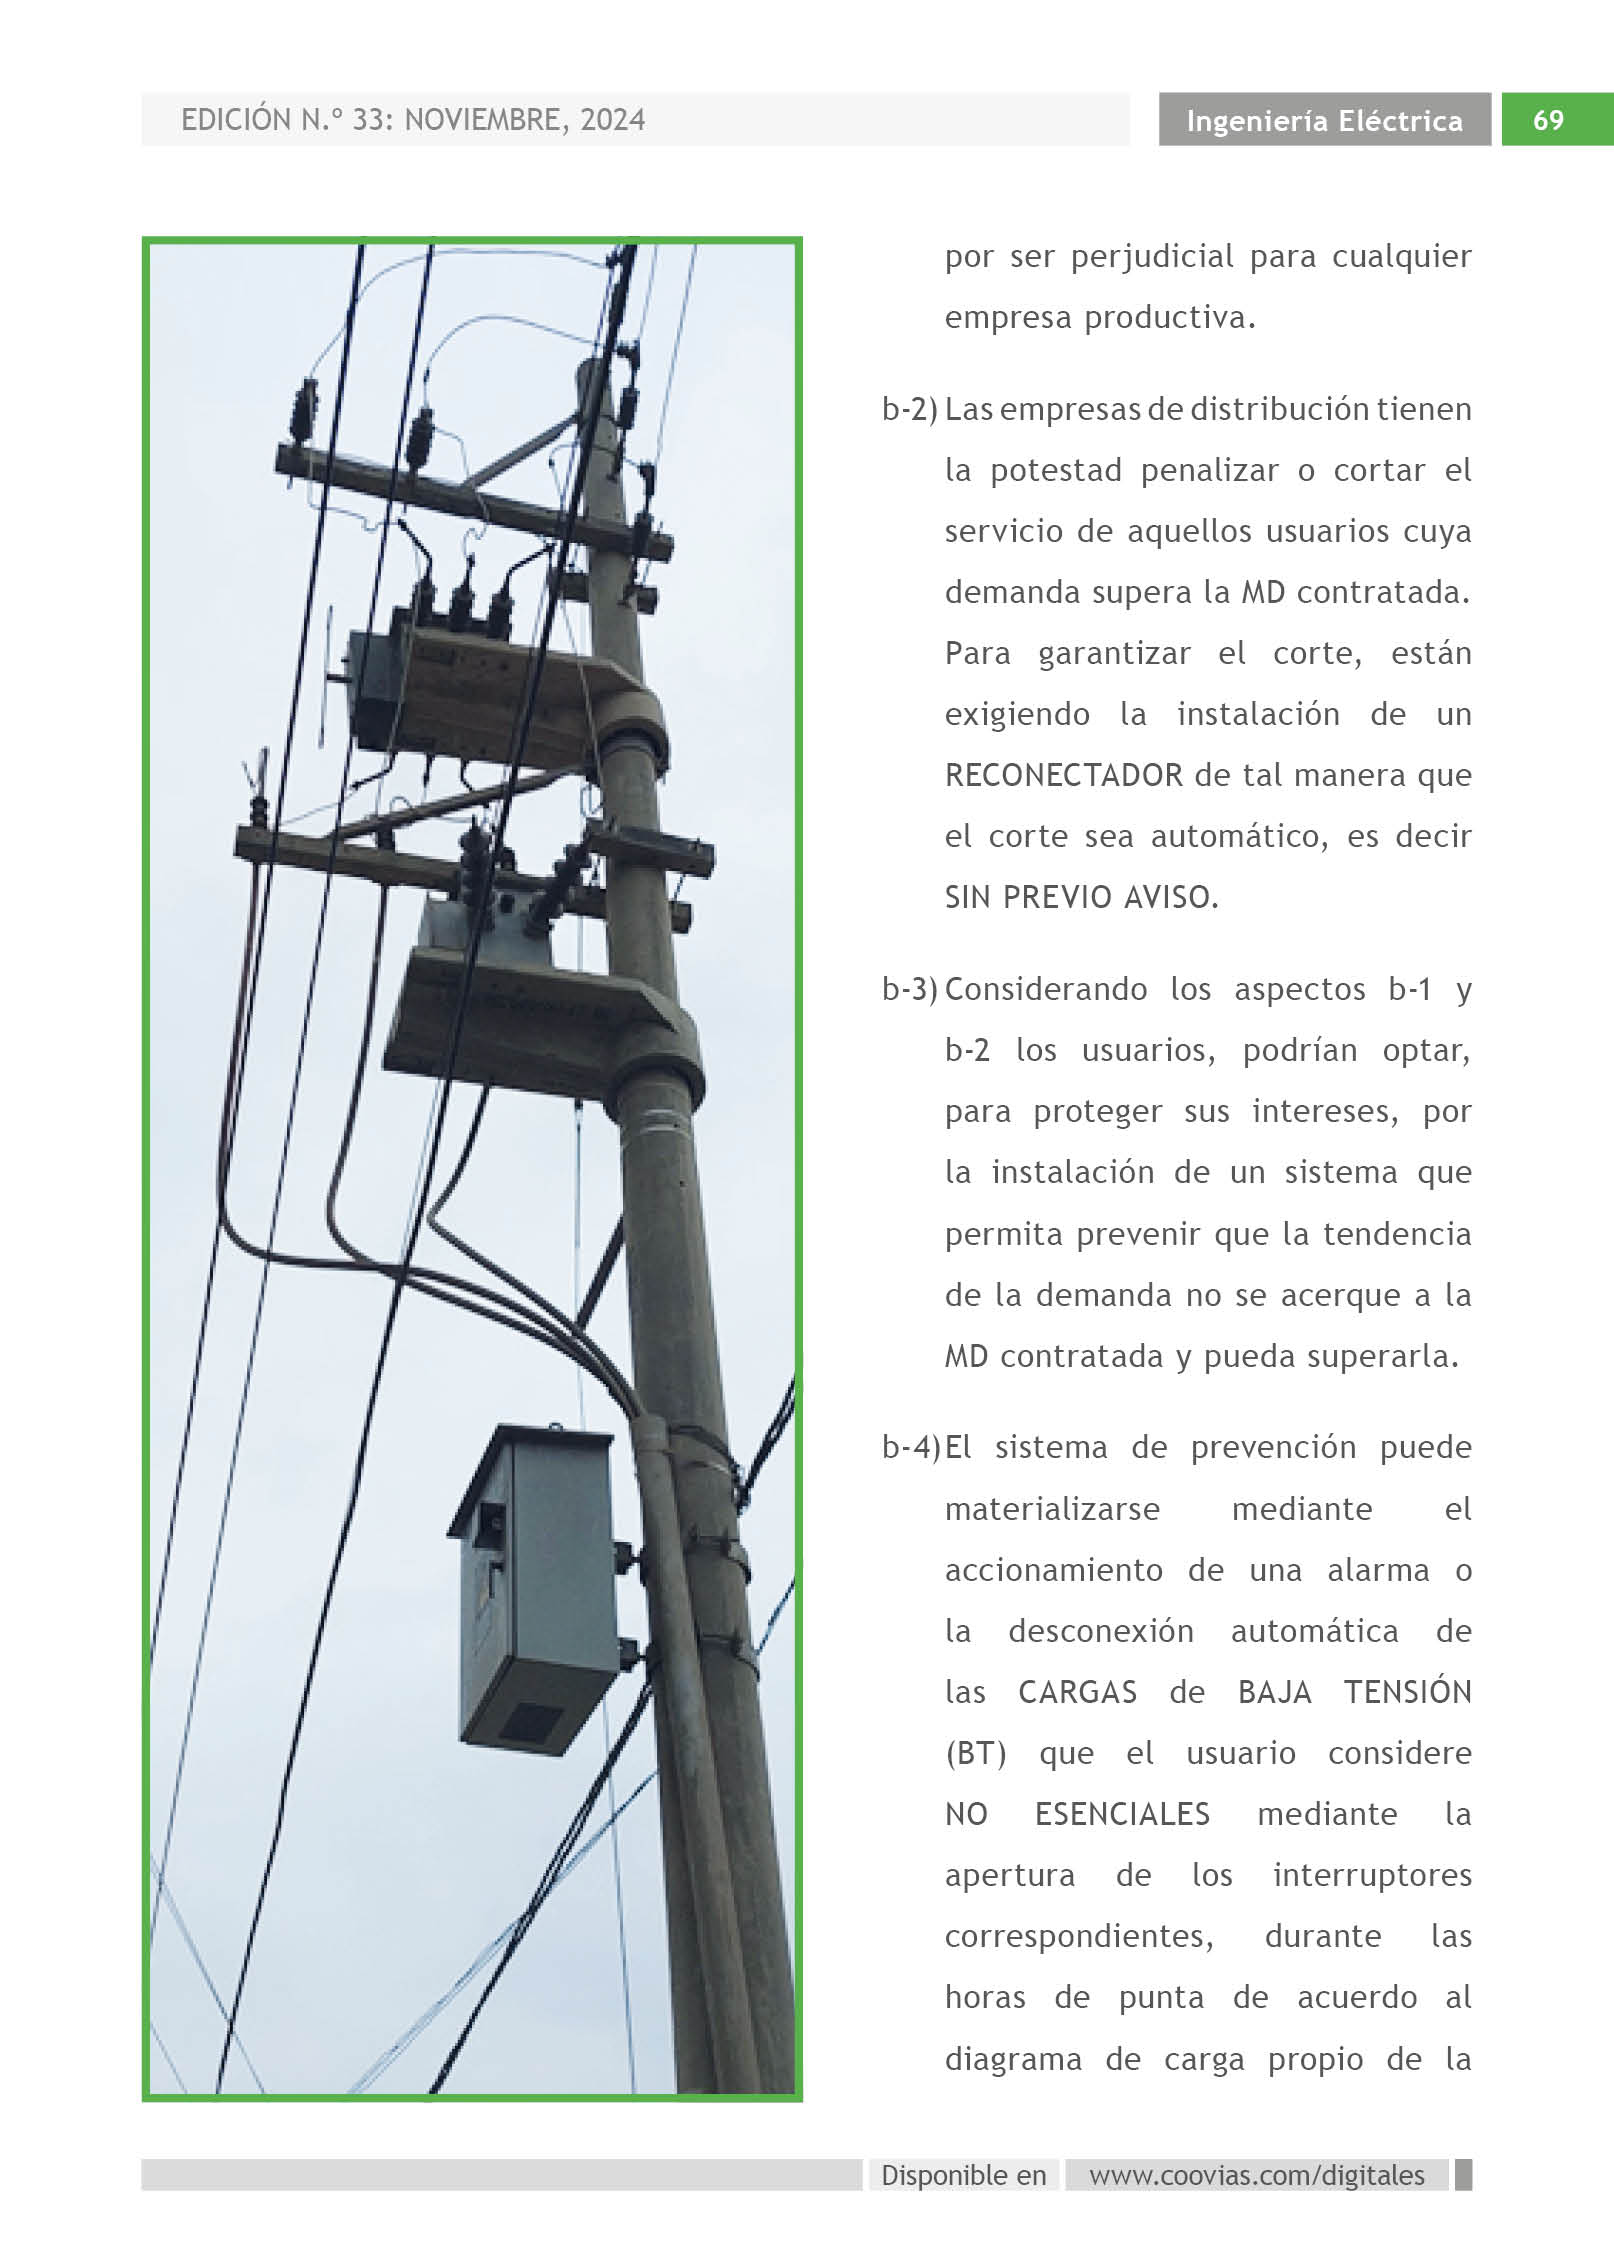 EDICIÓN N.º 33: NOVIEMBRE, 2024
Ingeniería Eléctrica
69
por ser perjudicial para cualquier
empresa productiva.
b-2) Las empresas de distribución tienen
la potestad penalizar o cortar el
servicio de aquellos usuarios cuya
demanda supera la MD contratada.
Para garantizar el corte, están
exigiendo la instalación de un
RECONECTADOR de tal manera que
el corte sea automático, es decir
SIN PREVIO AVISO.
b-3) Considerando los aspectos b-1 y
b-2 los usuarios, podrían optar,
para proteger sus intereses, por
la instalación de un sistema que
permita prevenir que la tendencia
de la demanda no se acerque a la
MD contratada y pueda superarla.
b-4) El sistema de prevención puede
materializarse mediante el
accionamiento de una alarma o
la desconexión automática de
las CARGAS de BAJA TENSIÓN
(BT) que el usuario considere
NO ESENCIALES mediante la
apertura de los interruptores
correspondientes, durante las
horas de punta de acuerdo al
diagrama de carga propio de la
Disponible en
www.coovias.com/digitales